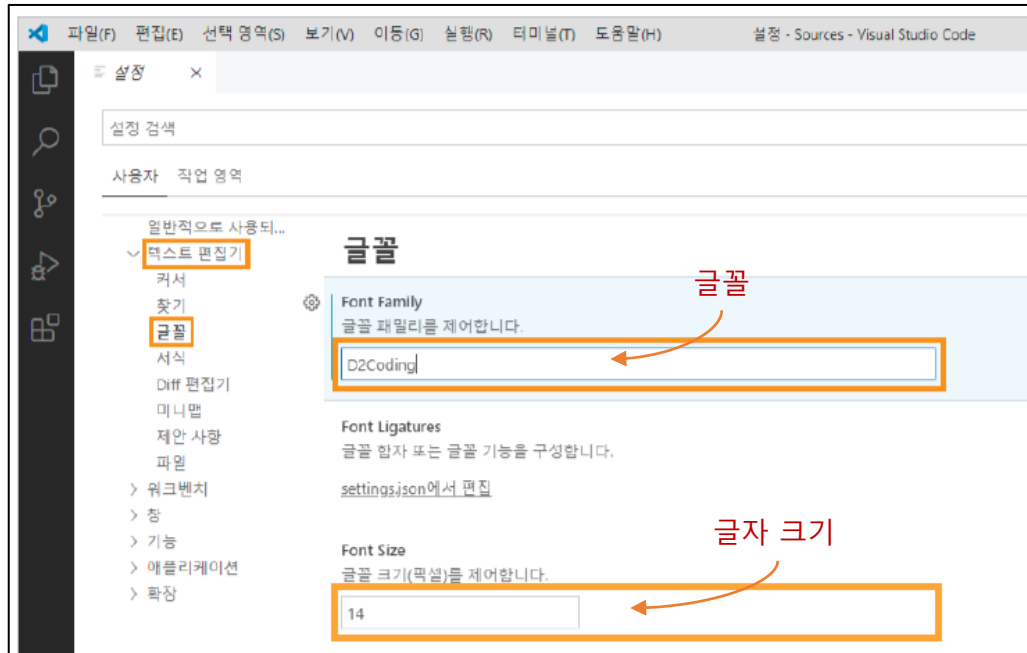 파일(F) 편집(E) 선택 영역(S) 보기(V) 이동(G) 실행(R) 터미널(T) 도움말(H) 설정 - Sources - Visual Studio Code
설정
설정 검색
사용자 작업 영역
일반적으로 사용되...
텍스트 편집기
커서
찾기
글꼴
서식
Diff 편집기
미니맵
제안 사항
파일
워크벤치
창
기능
애플리케이션
확장
글꼴
글꼴
Font Family
글꼴 패밀리를 제어합니다.
D2Coding
Font Ligatures
글꼴 합자 또는 글꼴 기능을 구성합니다.
settings.json에서 편집
글자 크기
Font Size
글꼴 크기(픽셀)를 제어합니다.
14